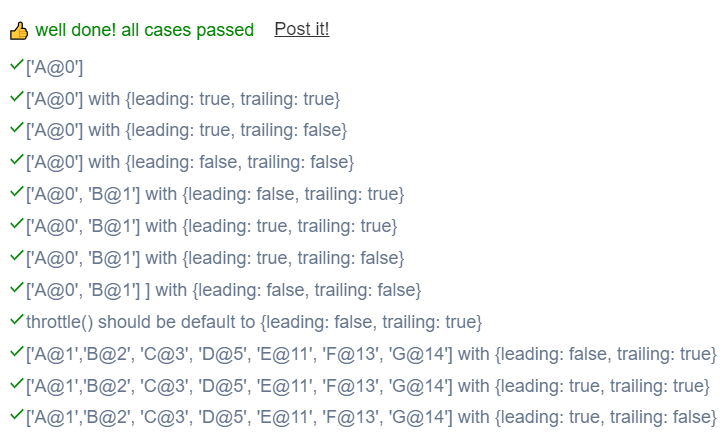 well done! all cases passed Post it!
['A@0']
['A@0'] with {leading: true, trailing: true}
['A@0'] with {leading: true, trailing: false}
['A@0'] with {leading: false, trailing: false}
['A@0', 'B@1'] with {leading: false, trailing: true}
['A@0', 'B@1'] with {leading: true, trailing: true}
['A@0', 'B@1'] with {leading: true, trailing: false}
['A@0', 'B@1'] ] with {leading: false, trailing: false}
throttle() should be default to {leading: false, trailing: true}
['A@1','B@2', 'C@3', 'D@5', 'E@11', 'F@13', 'G@14'] with {leading: false, trailing: true}
['A@1','B@2', 'C@3', 'D@5', 'E@11', 'F@13', 'G@14'] with {leading: true, trailing: true}
['A@1','B@2', 'C@3', 'D@5', 'E@11', 'F@13', 'G@14'] with {leading: true, trailing: false}